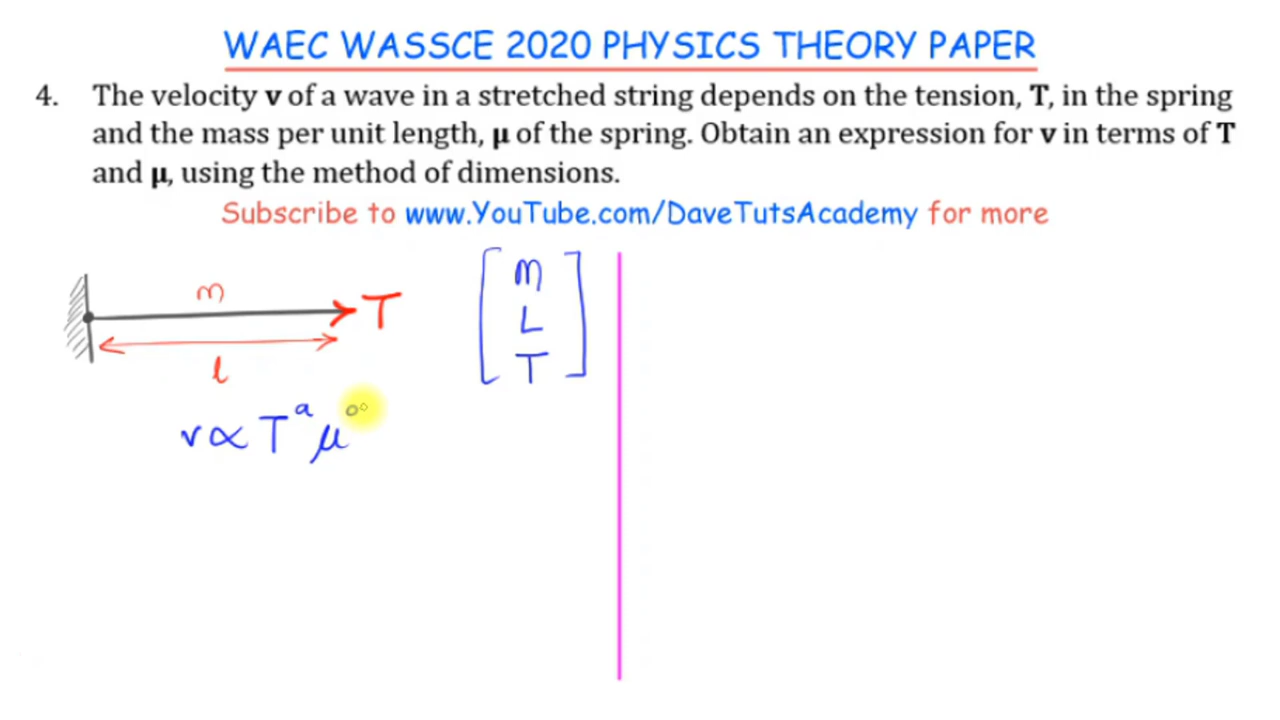 WAEC WASSCE 2020 PHYSICS THEORY PAPER
4. The velocity v of a wave in a stretched string depends on the tension, T, in the spring
and the mass per unit length, μ of the spring. Obtain an expression for v in terms of T
and μ, using the method of dimensions.
Subscribe to www.YouTube.com/DaveTutsAcademy for more
m
T
l
M
L
T
v ∝ T^a μ